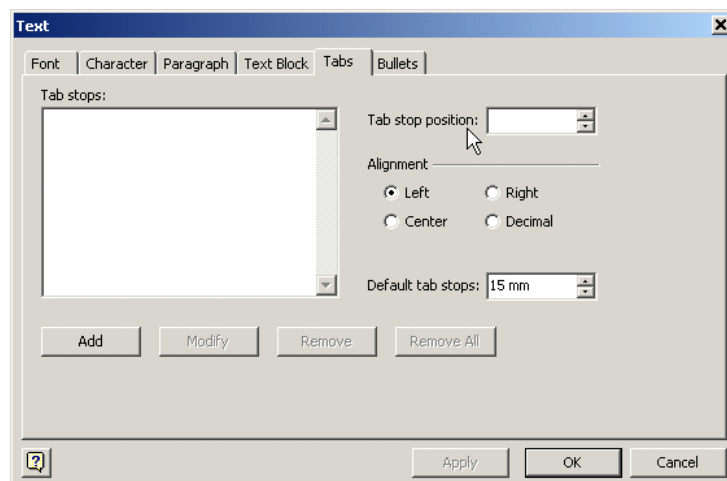 Text
Font Character Paragraph Text Block Tabs Bullets
Tab stops:
Tab stop position:
Alignment
Left Right
Center Decimal
Default tab stops: 15 mm
Add Modify Remove Remove All
Apply OK Cancel